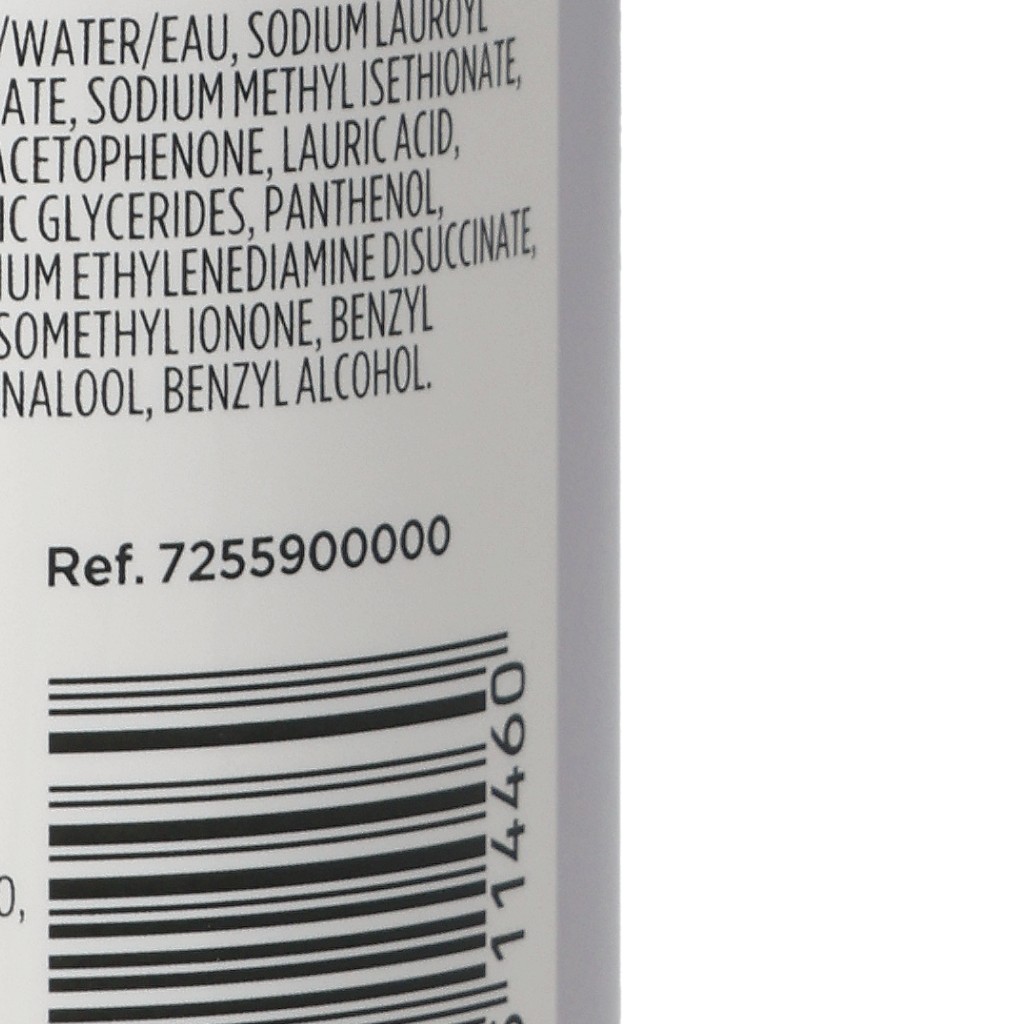 /WATER/EAU, SODIUM LAUROYL
ATE, SODIUM METHYL ISETHIONATE,
ACETOPHENONE, LAURIC ACID,
IC GLYCERIDES, PANTHENOL,
IUM ETHYLENEDIAMINE DISUCCINATE,
SOMETHYL IONONE, BENZYL
NALOOL, BENZYL ALCOHOL.
Ref. 7255900000
0,
114460